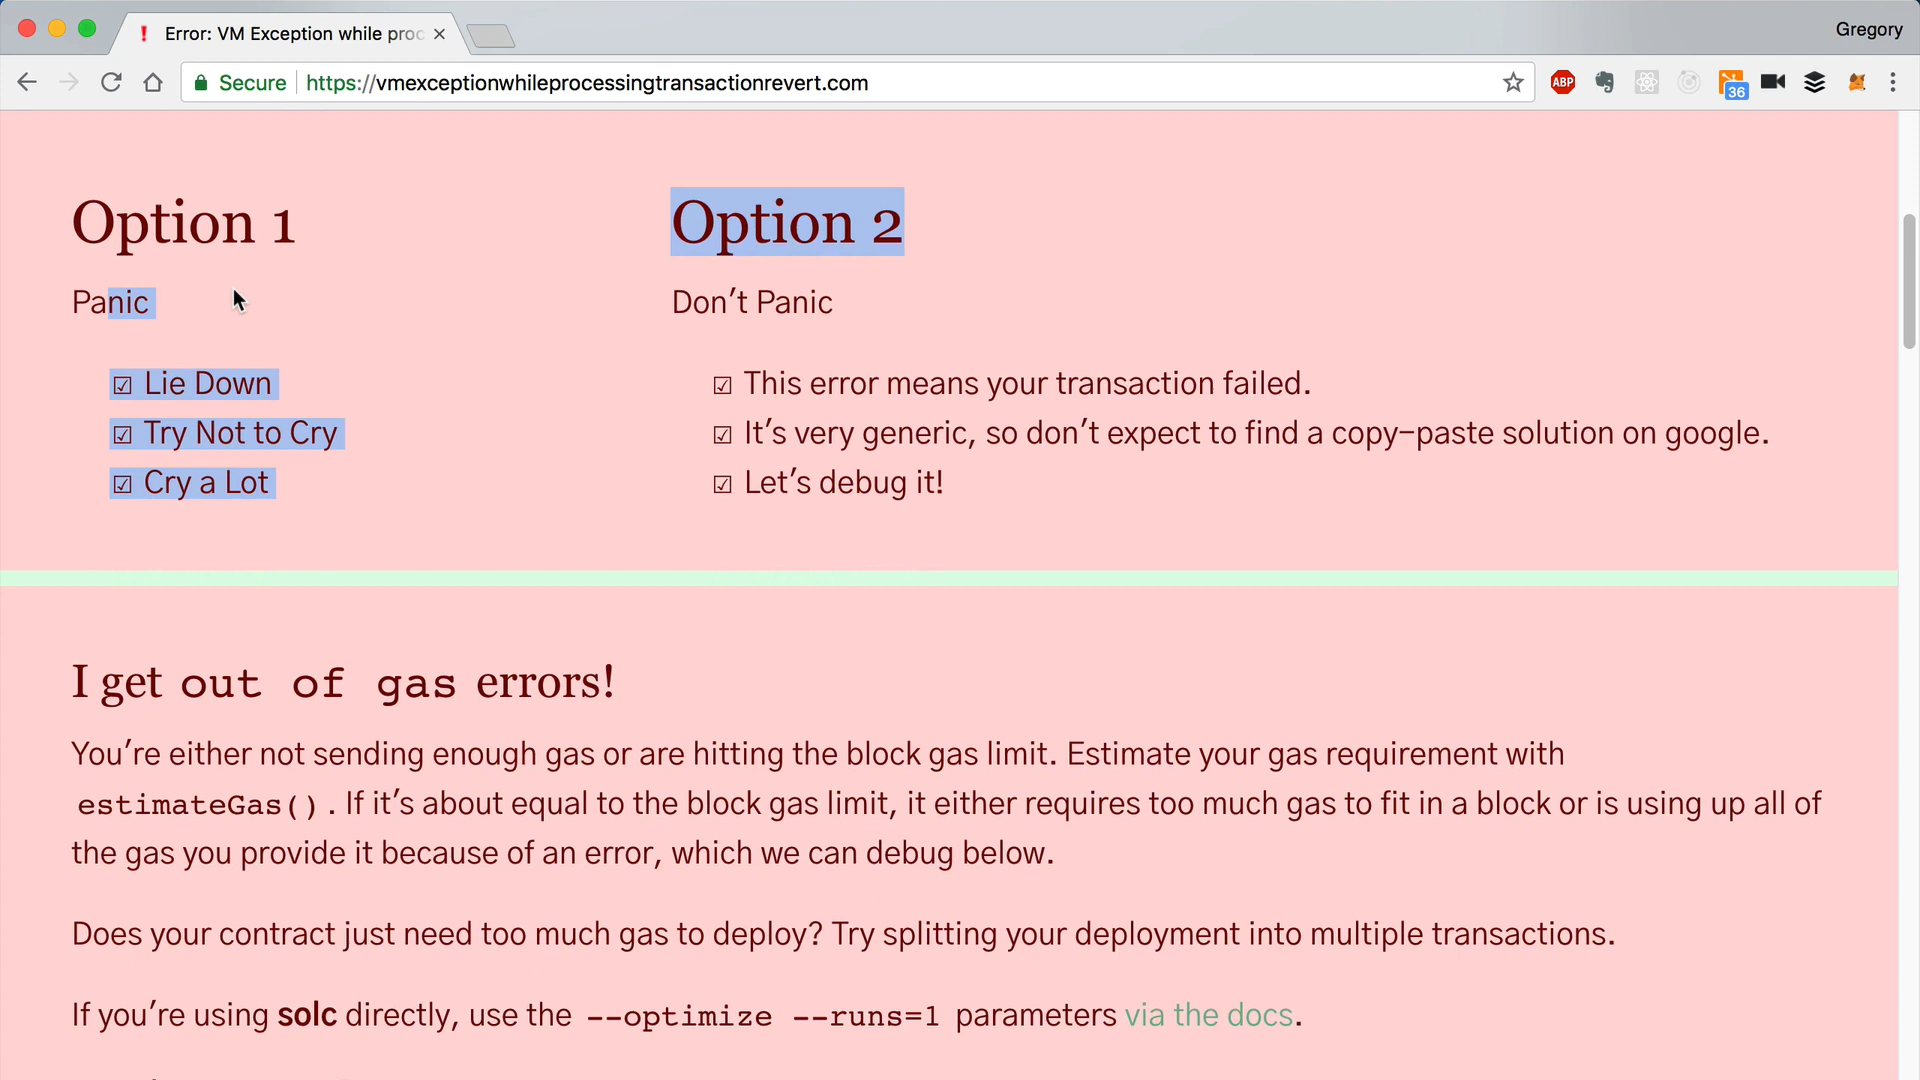 Error: VM Exception while proc
Gregory
Secure https://vmexceptionwhileprocessingtransactionrevert.com
ABP
36
Option 1
Panic
☑ Lie Down
☑ Try Not to Cry
☑ Cry a Lot
Option 2
Don’t Panic
☑ This error means your transaction failed.
☑ It’s very generic, so don’t expect to find a copy-paste solution on google.
☑ Let’s debug it!
I get out of gas errors!
You’re either not sending enough gas or are hitting the block gas limit. Estimate your gas requirement with
estimateGas(). If it’s about equal to the block gas limit, it either requires too much gas to fit in a block or is using up all of
the gas you provide it because of an error, which we can debug below.
Does your contract just need too much gas to deploy? Try splitting your deployment into multiple transactions.
If you’re using solc directly, use the --optimize --runs=1 parameters via the docs.